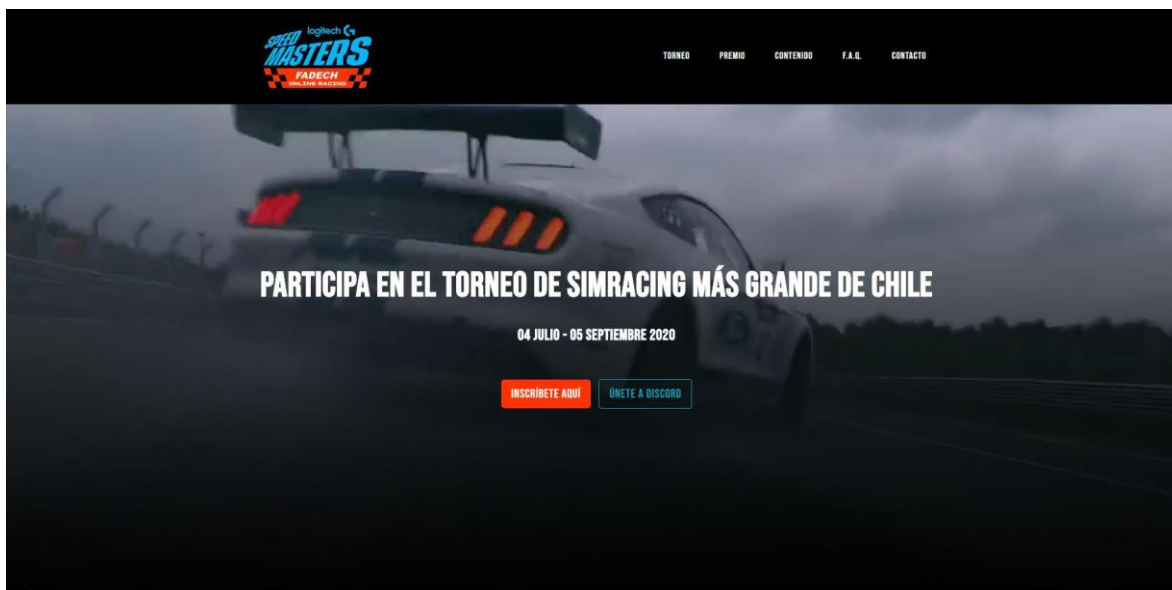 logitech G
SPEED
MASTERS
FADECH
ONLINE RACING
TORNEO PREMIO CONTENIDO F.A.Q. CONTACTO
PARTICIPA EN EL TORNEO DE SIMRACING MÁS GRANDE DE CHILE
04 JULIO - 05 SEPTIEMBRE 2020
INSCRÍBETE AQUÍ ÚNETE A DISCORD